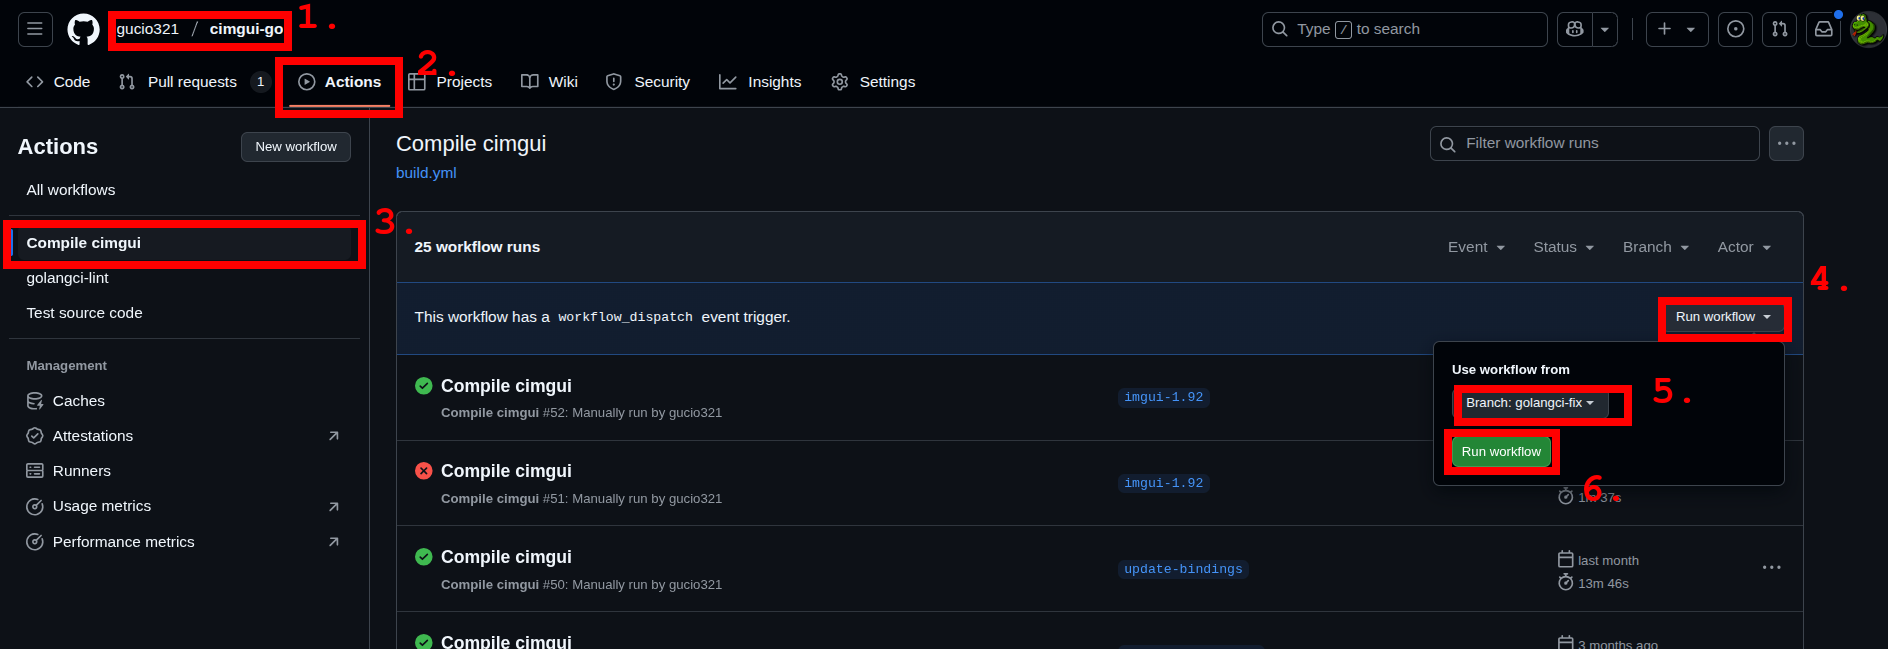 gucio321 / cimgui-go 1.
Type / to search
Code
Pull requests 1
Actions 2.
Projects
Wiki
Security
Insights
Settings
Actions
New workflow
All workflows
Compile cimgui 3.
golangci-lint
Test source code
Management
Caches
Attestations
Runners
Usage metrics
Performance metrics
Compile cimgui
build.yml
Filter workflow runs
25 workflow runs
Event
Status
Branch
Actor
This workflow has a workflow_dispatch event trigger.
Run workflow 4.
Use workflow from
Branch: golangci-fix 5.
Run workflow 6.
Compile cimgui
Compile cimgui #52: Manually run by gucio321
imgui-1.92
Compile cimgui
Compile cimgui #51: Manually run by gucio321
imgui-1.92
1m 37s
Compile cimgui
Compile cimgui #50: Manually run by gucio321
update-bindings
last month
13m 46s
Compile cimgui
3 months ago